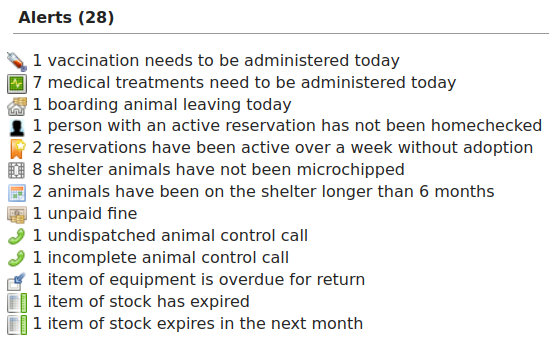 Alerts (28)
1 vaccination needs to be administered today
7 medical treatments need to be administered today
1 boarding animal leaving today
1 person with an active reservation has not been homechecked
2 reservations have been active over a week without adoption
8 shelter animals have not been microchipped
2 animals have been on the shelter longer than 6 months
1 unpaid fine
1 undispatched animal control call
1 incomplete animal control call
1 item of equipment is overdue for return
1 item of stock has expired
1 item of stock expires in the next month